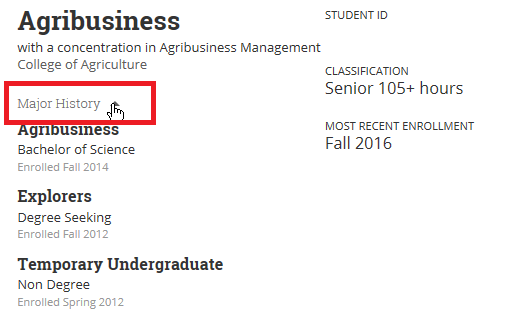 Agribusiness
with a concentration in Agribusiness Management
College of Agriculture
Major History
Agribusiness
Bachelor of Science
Enrolled Fall 2014
Explorers
Degree Seeking
Enrolled Fall 2012
Temporary Undergraduate
Non Degree
Enrolled Spring 2012
STUDENT ID
CLASSIFICATION
Senior 105+ hours
MOST RECENT ENROLLMENT
Fall 2016